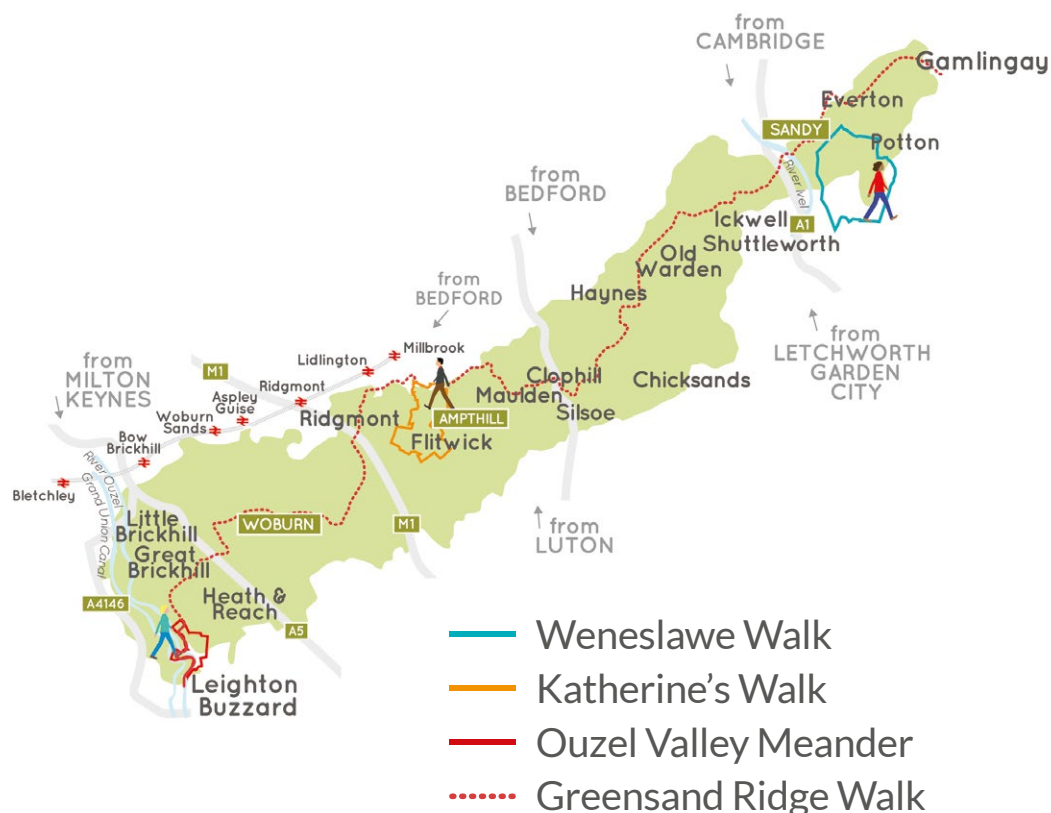 from
CAMBRIDGE
Gamlingay
Everton
SANDY
Potton
River Ivel
from
BEDFORD
Ickwell
A1
Shuttleworth
Old
Warden
Haynes
from
BEDFORD
from
LETCHWORTH
GARDEN
CITY
Millbrook
Lidlington
from
MILTON
KEYNES
M1
Ridgmont
Aspley
Guise
Woburn
Sands
Bow
Brickhill
Bletchley
Clophill
Chicksands
Maulden
Silsoe
AMPTHILL
Ridgmont
Flitwick
River Ouzel
Grand Union Canal
WOBURN
M1
from
LUTON
Little
Brickhill
Great
Brickhill
Heath &
Reach
A4146
A5
Leighton
Buzzard
Weneslawe Walk
Katherine’s Walk
Ouzel Valley Meander
Greensand Ridge Walk